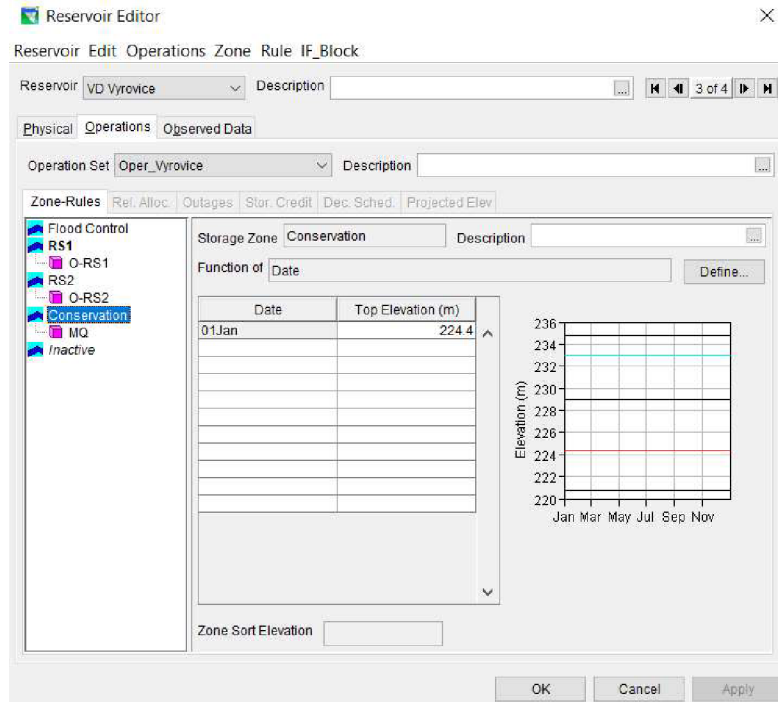 Reservoir Editor
Reservoir Edit Operations Zone Rule IF_Block
Reservoir VD Vyrovice Description ... 3 of 4
Physical Operations Observed Data
Operation Set Oper_Vyrovice Description ...
Zone-Rules Rel. Alloc. Outages Stor. Credit Dec. Sched. Projected Elev
Flood Control
RS1
O-RS1
RS2
O-RS2
Conservation
MQ
Inactive
Storage Zone Conservation Description ...
Function of Date Define...
Date Top Elevation (m)
01Jan 224.4
Elevation (m)
236
234
232
230
228
226
224
222
220
Jan Mar May Jul Sep Nov
Zone Sort Elevation
OK Cancel Apply